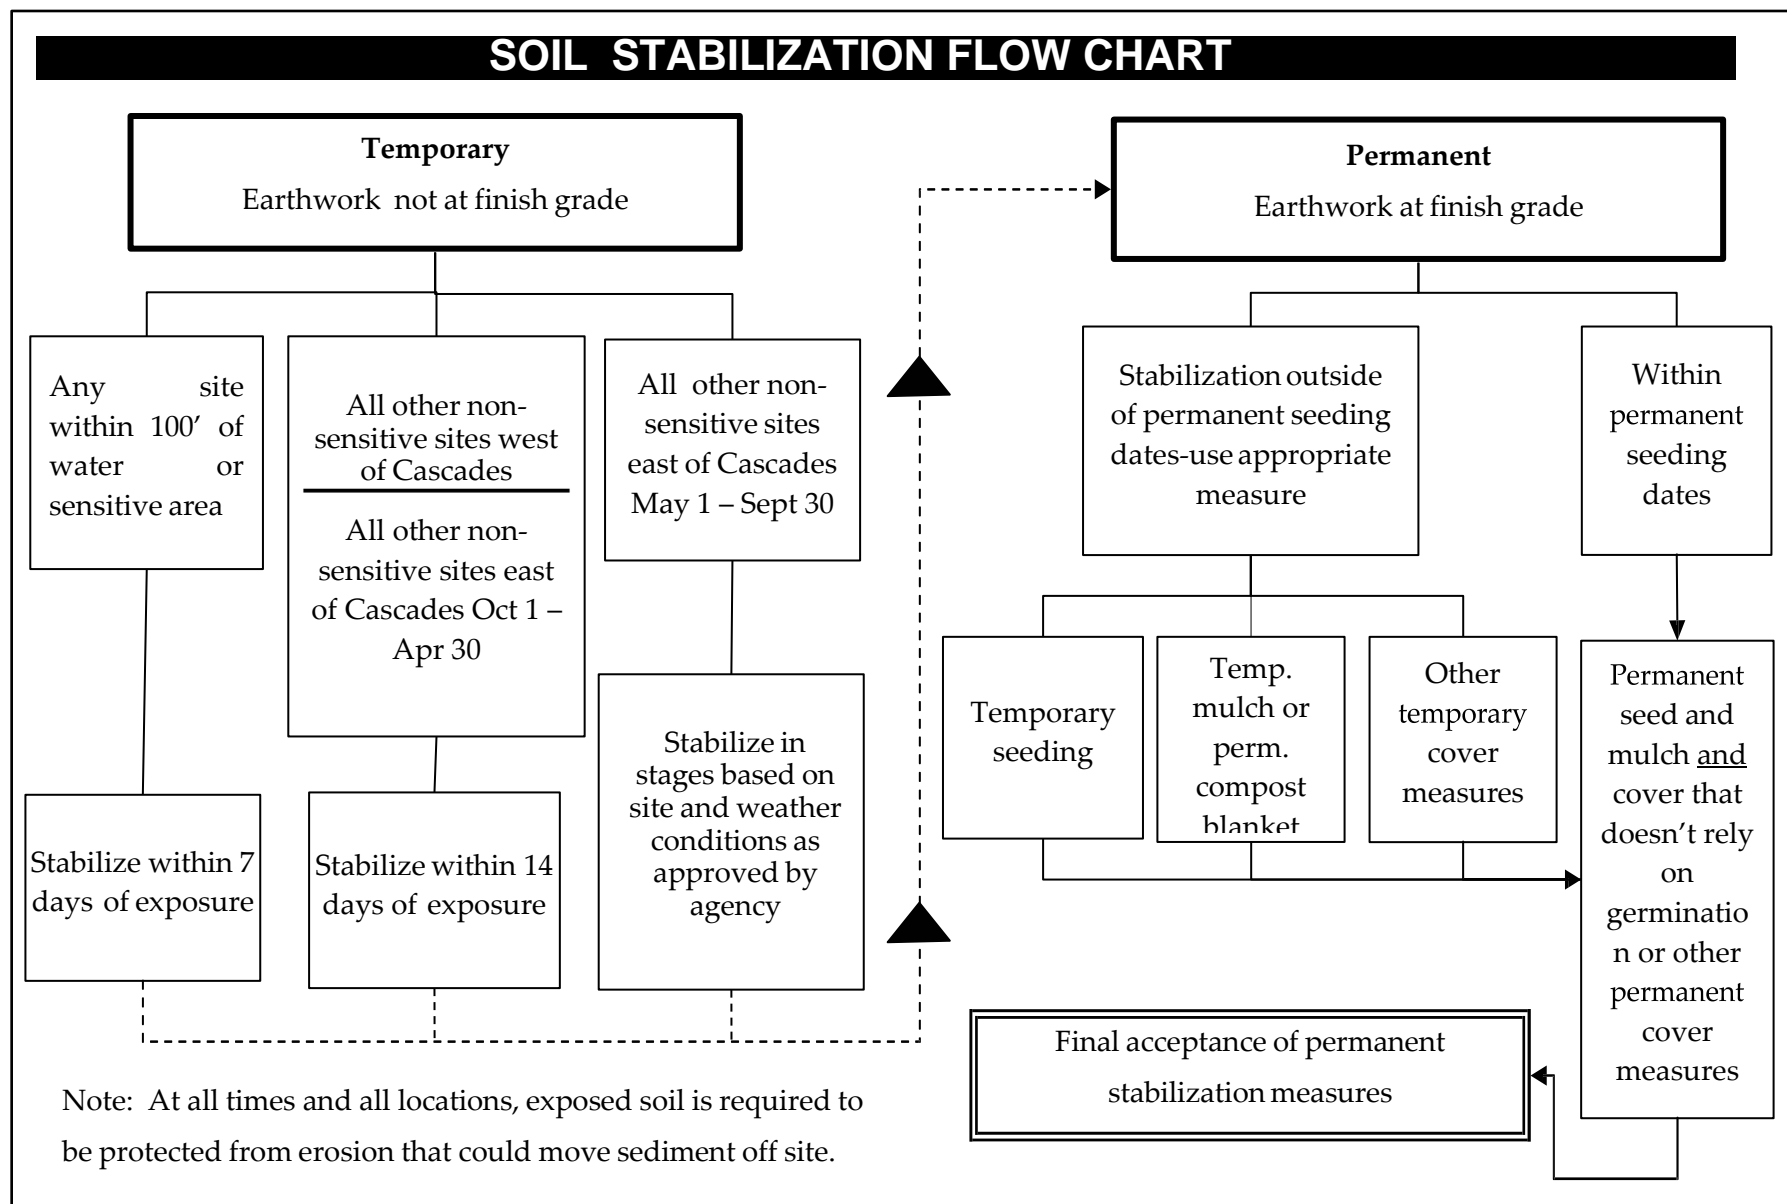 SOIL STABILIZATION FLOW CHART
Temporary
Earthwork not at finish grade
Any site
within 100’ of
water or
sensitive area
All other non-
sensitive sites west
of Cascades
All other non-
sensitive sites east
of Cascades Oct 1 –
Apr 30
All other non-
sensitive sites
east of Cascades
May 1 – Sept 30
Stabilize within 7
days of exposure
Stabilize within 14
days of exposure
Stabilize in
stages based on
site and weather
conditions as
approved by
agency
Note: At all times and all locations, exposed soil is required to
be protected from erosion that could move sediment off site.
Permanent
Earthwork at finish grade
Stabilization outside
of permanent seeding
dates-use appropriate
measure
Within
permanent
seeding
dates
Temporary
seeding
Temp.
mulch or
perm.
compost
blanket
Other
temporary
cover
measures
Permanent
seed and
mulch and
cover that
doesn’t rely
on
germinatio
n or other
permanent
cover
measures
Final acceptance of permanent
stabilization measures